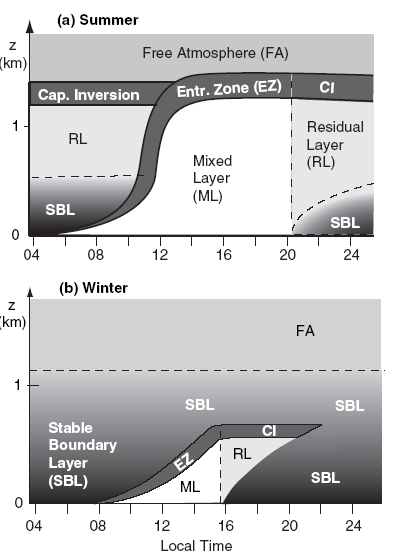 (a) Summer
z
(km)
Free Atmosphere (FA)
Cap. Inversion
Entr. Zone (EZ)
CI
1
RL
Mixed
Layer
(ML)
Residual
Layer
(RL)
SBL
SBL
0
04 08 12 16 20 24
(b) Winter
z
(km)
FA
1
SBL
SBL
Stable
Boundary
Layer
(SBL)
CI
EZ
RL
ML
SBL
0
04 08 12 16 20 24
Local Time